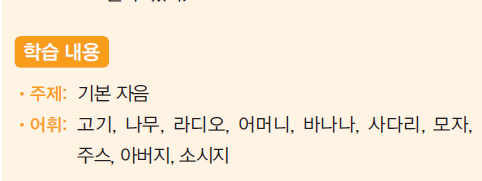 학습 내용
• 주제: 기본 자음
• 어휘: 고기, 나무, 라디오, 어머니, 바나나, 사다리, 모자,
주스, 아버지, 소시지